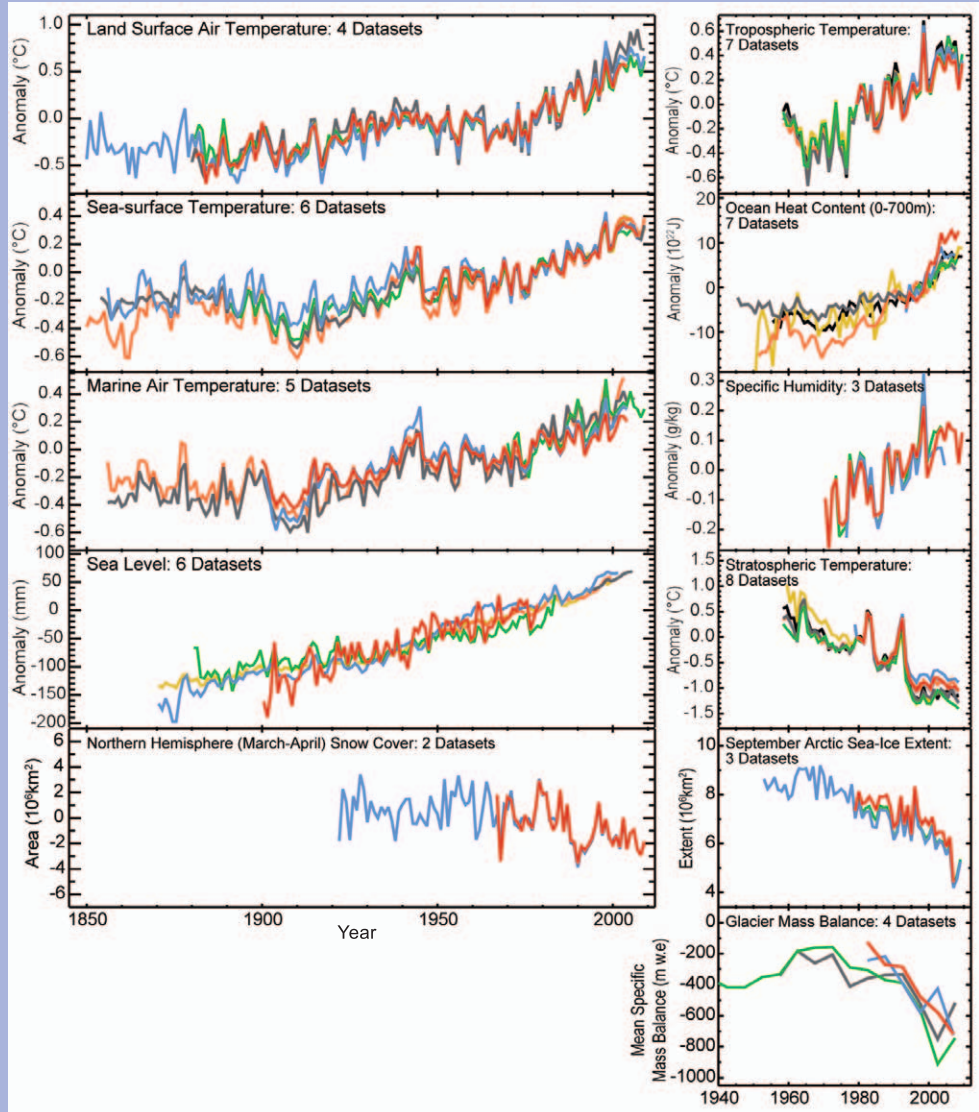 Land Surface Air Temperature: 4 Datasets
Anomaly (°C)
1.0
0.5
0.0
-0.5
Sea-surface Temperature: 6 Datasets
Anomaly (°C)
0.4
0.2
0.0
-0.2
-0.4
-0.6
Marine Air Temperature: 5 Datasets
Anomaly (°C)
0.4
0.2
0.0
-0.2
-0.4
-0.6
Sea Level: 6 Datasets
Anomaly (mm)
100
50
0
-50
-100
-150
-200
Northern Hemisphere (March-April) Snow Cover: 2 Datasets
Area (10⁶km²)
6
4
2
0
-2
-4
-6
1850
1900
1950
2000
Year
Tropospheric Temperature:
7 Datasets
Anomaly (°C)
0.6
0.4
0.2
0.0
-0.2
-0.4
-0.6
Ocean Heat Content (0-700m):
7 Datasets
Anomaly (10²²J)
20
10
0
-10
Specific Humidity: 3 Datasets
Anomaly (g/kg)
0.3
0.2
0.1
0.0
-0.1
-0.2
Stratospheric Temperature:
8 Datasets
Anomaly (°C)
1.5
1.0
0.5
0.0
-0.5
-1.0
-1.5
September Arctic Sea-Ice Extent:
3 Datasets
Extent (10⁶km²)
10
8
6
4
Glacier Mass Balance: 4 Datasets
Mean Specific
Mass Balance (m w.e)
0
-200
-400
-600
-800
-1000
1940
1960
1980
2000